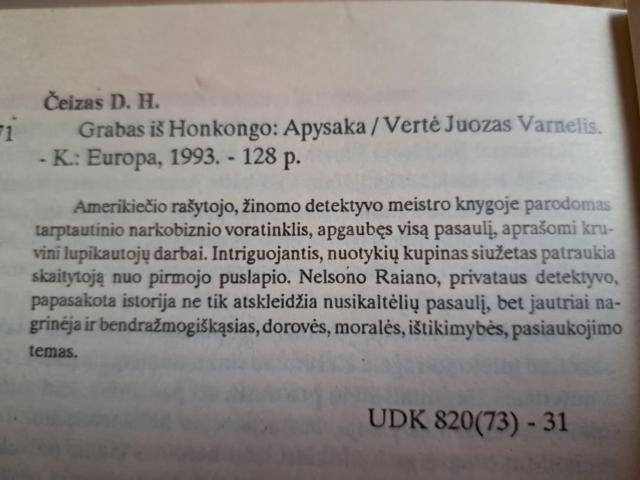 Čeizas D. H.
71
Grabas iš Honkongo: Apysaka / Vertė Juozas Varnelis.
- K.: Europa, 1993. - 128 p.
Amerikiečio rašytojo, žinomo detektyvo meistro knygoje parodomas
tarptautinio narkobiznio voratinklis, apgaubęs visą pasaulį, aprašomi kru-
vini lupikautojų darbai. Intriguojantis, nuotykių kupinas siužetas patraukia
skaitytoją nuo pirmojo puslapio. Nelsono Raiano, privataus detektyvo,
papasakota istorija ne tik atskleidžia nusikaltėlių pasaulį, bet jautriai na-
grinėja ir bendražmogiškąsias, dorovės, moralės, ištikimybės, pasiaukojimo
temas.
UDK 820(73) - 31